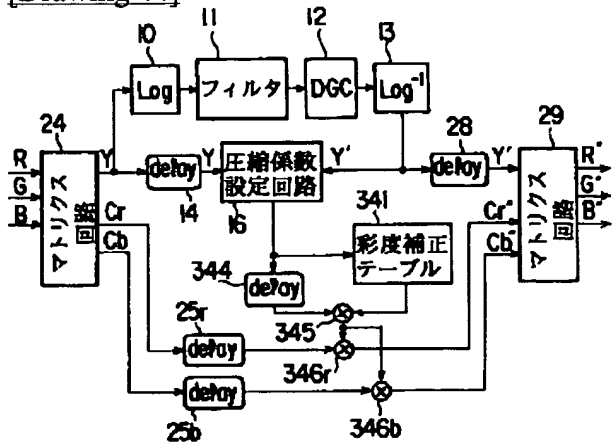 10
11
12
13
Log
フィルタ
DGC
Log⁻¹
24
R
G
B
マトリクス
回路
Y
Cr
Cb
delay
14
Y
圧縮係数
設定回路
16
Y'
28
delay
Y'
Cr"
Cb"
29
マトリクス
回路
R"
G"
B"
341
彩度補正
テーブル
344
delay
345
25r
delay
346r
25b
delay
346b